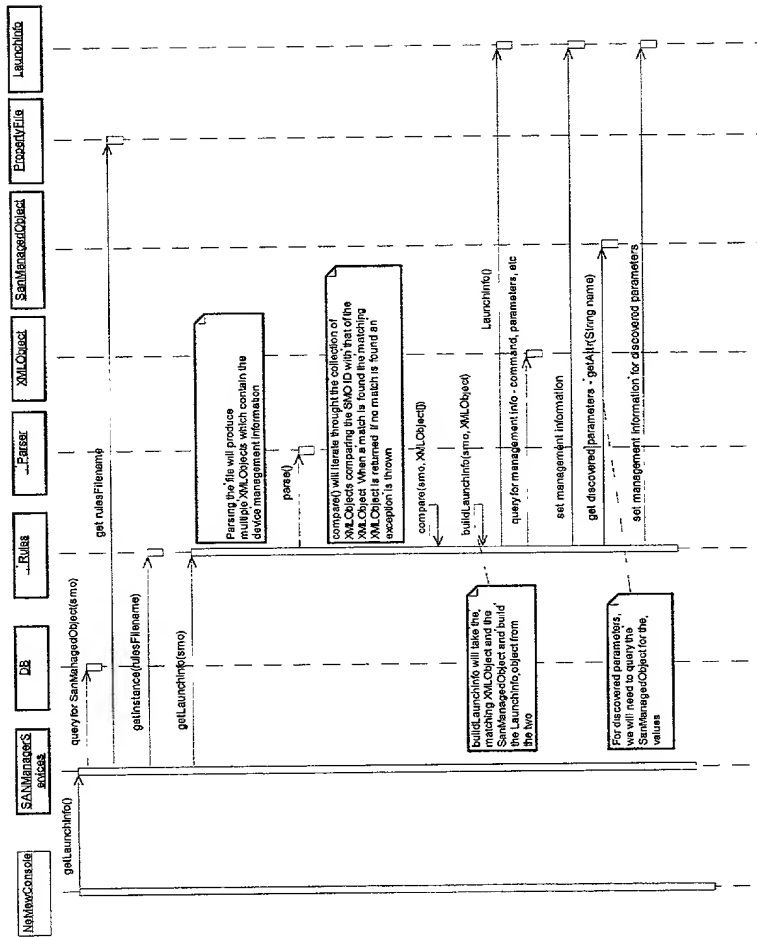 SANManagerS
ervices
DB
Rules
Parser
XMLObject
SanManagedObject
PropertyFile
LaunchInfo
getLaunchInfo()
query for SanManagedObject(smo)
get rulesFilename
getInstance(rulesFilename)
getLaunchInfo(smo)
Parsing the file will produce
multiple XMLObjects which contain the
device management information
parse()
compare() will iterate throught the collection of
XMLObjects comparing the SMO ID with that of the
XMLObject When a match is found the matching
XMLObject is returned If no match is found an
exception is thrown
compare(smo, XMLObject[])
buildLaunchInfo(smo, XMLObject)
buildLaunchInfo will take the
matching XMLObject and the
SanManagedObject and build
the LaunchInfo object from
the two
LaunchInfo()
query for management info - command, parameters, etc
set management information
get discovered parameters - getAttr(String name)
For discovered parameters,
we will need to query the
SanManagedObject for the
values
set management information for discovered parameters